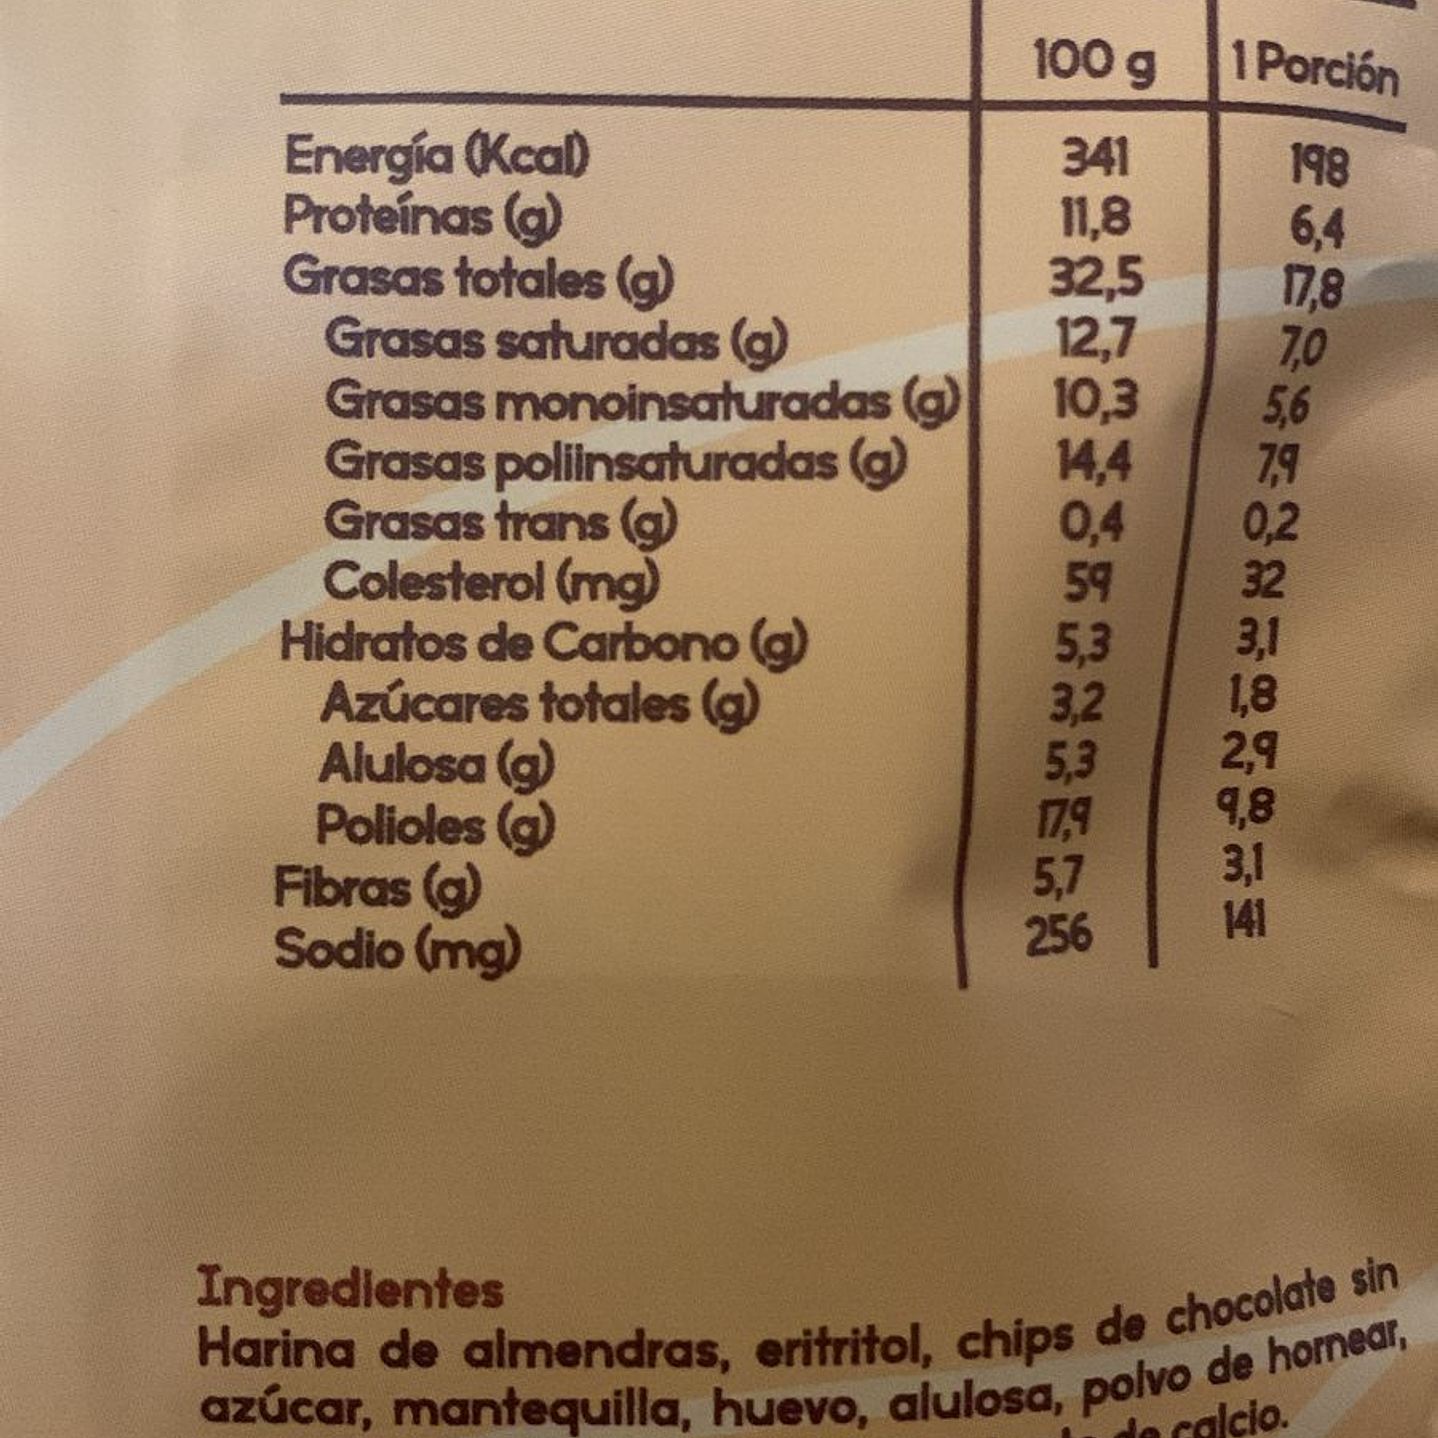 100 g 1 Porción
Energía (Kcal) 341 198
Proteínas (g) 11,8 6,4
Grasas totales (g) 32,5 17,8
Grasas saturadas (g) 12,7 7,0
Grasas monoinsaturadas (g) 10,3 5,6
Grasas poliinsaturadas (g) 14,4 7,9
Grasas trans (g) 0,4 0,2
Colesterol (mg) 59 32
Hidratos de Carbono (g) 5,3 3,1
Azúcares totales (g) 3,2 1,8
Alulosa (g) 5,3 2,9
Polioles (g) 17,9 9,8
Fibras (g) 5,7 3,1
Sodio (mg) 256 141
Ingredientes
Harina de almendras, eritritol, chips de chocolate sin
azúcar, mantequilla, huevo, alulosa, polvo de hornear,
de calcio.